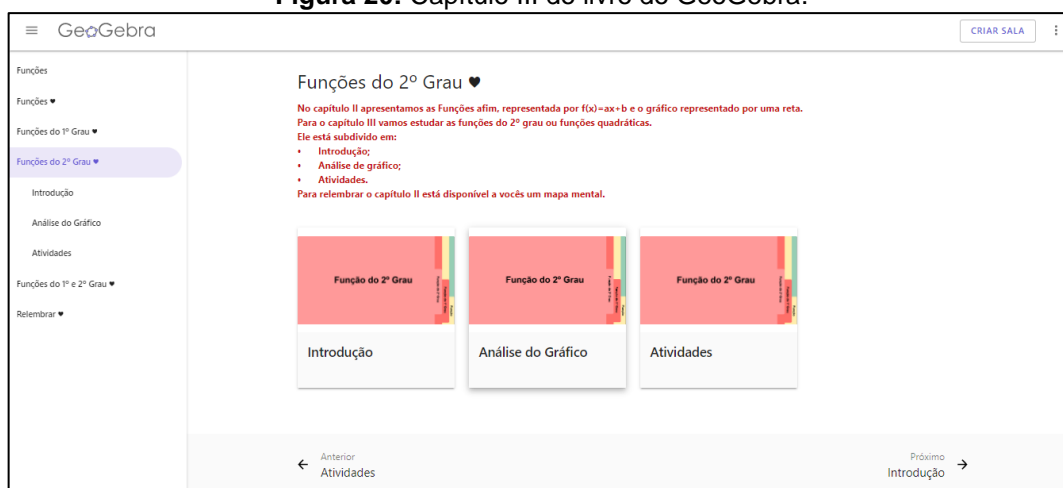 Figura 20: Capítulo III do livro do GeoGebra.
≡ GeoGebra
CRIAR SALA
Funções
Funções ♥
Funções do 1º Grau ♥
Funções do 2º Grau ♥
Introdução
Análise do Gráfico
Atividades
Funções do 1º e 2º Grau ♥
Relembrar ♥
Funções do 2º Grau ♥
No capítulo II apresentamos as Funções afim, representada por f(x)=ax+b e o gráfico representado por uma reta.
Para o capítulo III vamos estudar as funções do 2º grau ou funções quadráticas.
Ele está subdivido em:
• Introdução;
• Análise de gráfico;
• Atividades.
Para relembrar o capítulo II está disponível a vocês um mapa mental.
Função do 2º Grau
Introdução
Função do 2º Grau
Análise do Gráfico
Função do 2º Grau
Atividades
Anterior
Atividades
Próximo
Introdução